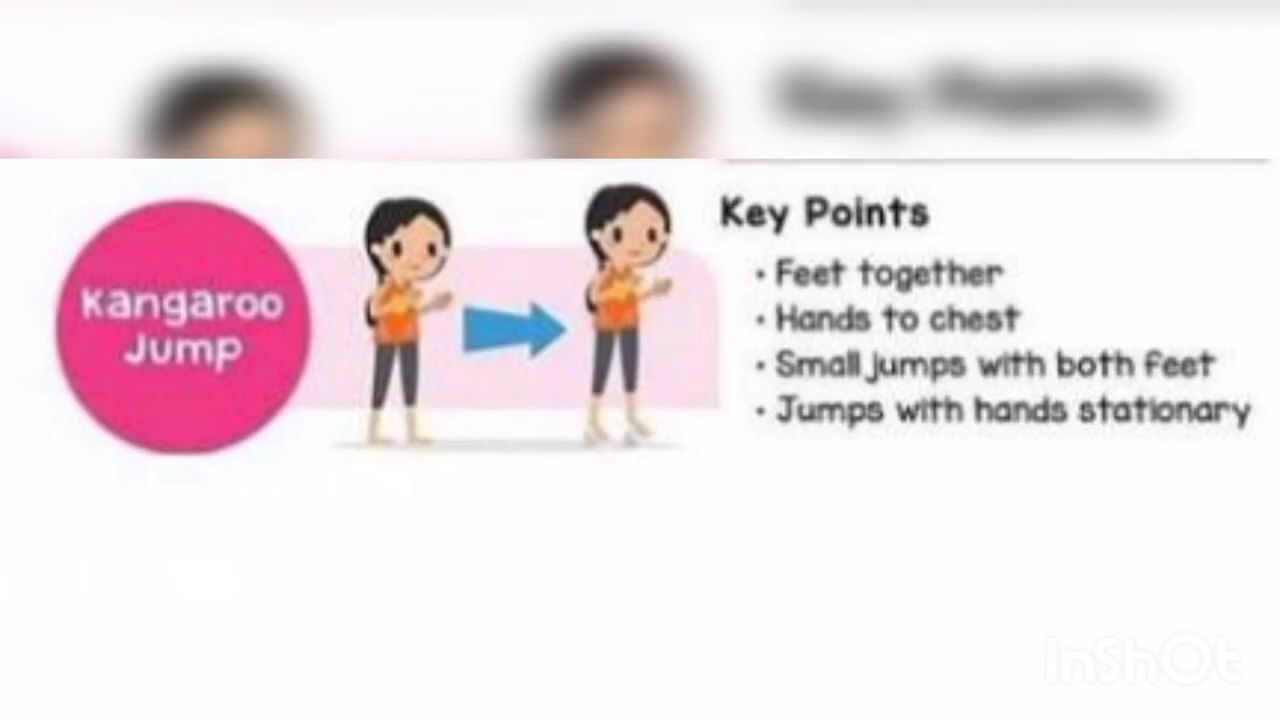 Kangaroo
Jump
Key Points
• Feet together
• Hands to chest
• Small jumps with both feet
• Jumps with hands stationary
InShOt